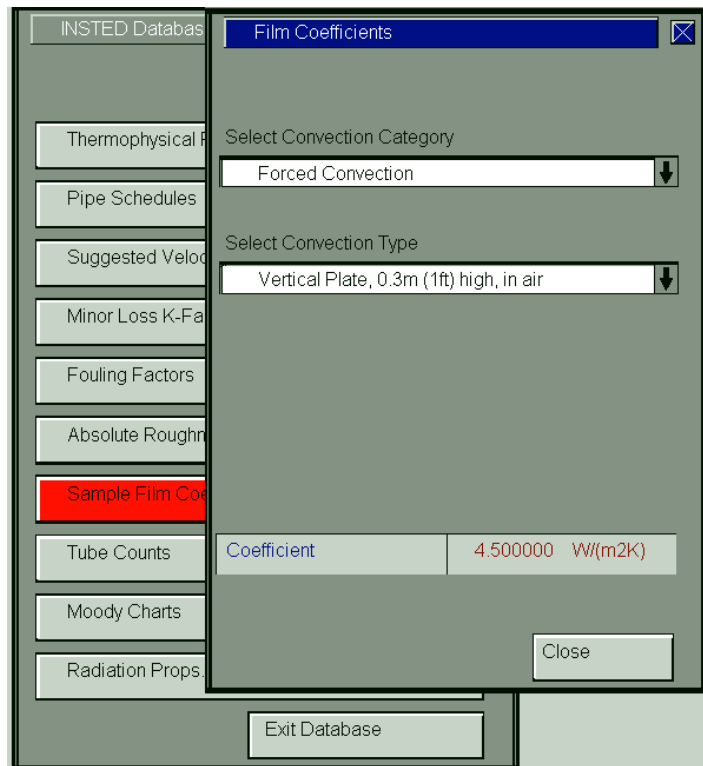 INSTED Databas
Film Coefficients
Thermophysical
Pipe Schedules
Suggested Veloc
Minor Loss K-Fa
Fouling Factors
Absolute Roughn
Sample Film Coe
Tube Counts
Moody Charts
Radiation Props.
Exit Database
Select Convection Category
Forced Convection
Select Convection Type
Vertical Plate, 0.3m (1ft) high, in air
Coefficient 4.500000 W/(m2K)
Close